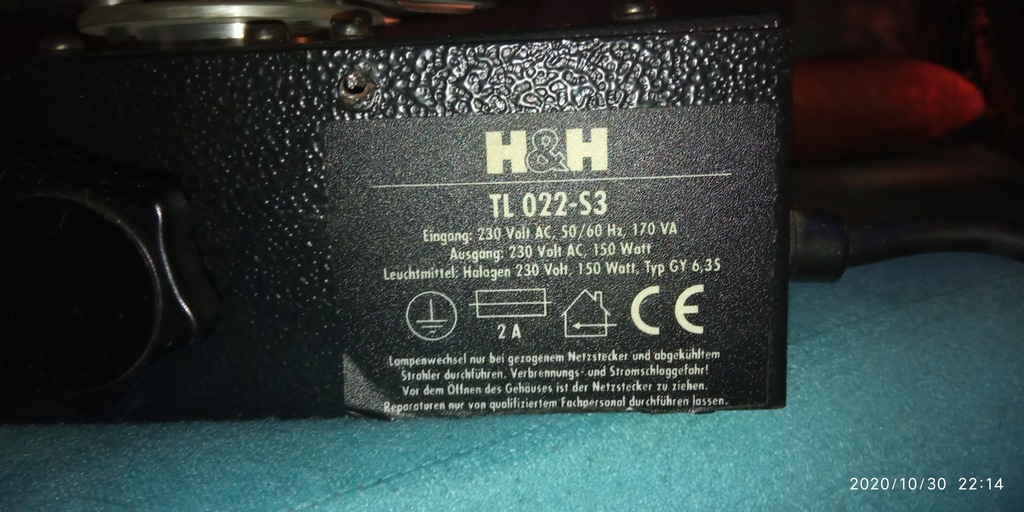 H&H
TL 022-S3
Eingang: 230 Volt AC, 50/60 Hz, 170 VA
Ausgang: 230 Volt AC, 150 Watt
Leuchtmittel: Halogen 230 Volt, 150 Watt, Typ GY 6,35
2 A
CE
Lampenwechsel nur bei gezogenem Netzstecker und abgekühltem
Strahler durchführen. Verbrennungs- und Stromschlaggefahr!
Vor dem Öffnen des Gehäuses ist der Netzstecker zu ziehen.
Reparaturen nur von qualifiziertem Fachpersonal durchführen lassen.
2020/10/30 22:14